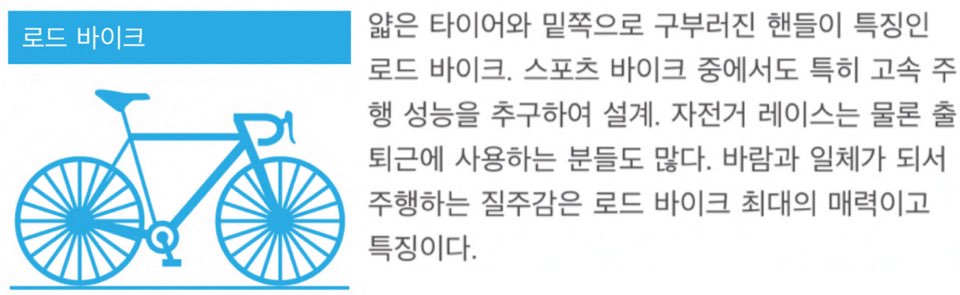 로드 바이크
얇은 타이어와 밑쪽으로 구부러진 핸들이 특징인
로드 바이크. 스포츠 바이크 중에서도 특히 고속 주
행 성능을 추구하여 설계. 자전거 레이스는 물론 출
퇴근에 사용하는 분들도 많다. 바람과 일체가 되서
주행하는 질주감은 로드 바이크 최대의 매력이고
특징이다.